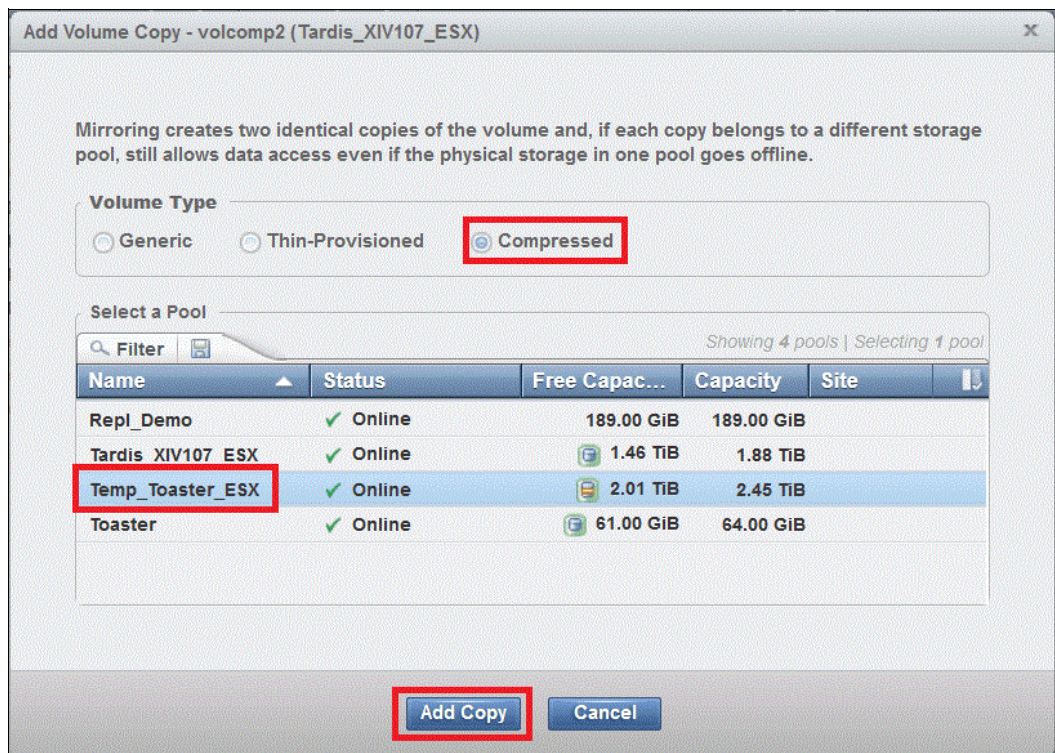 Add Volume Copy - volcomp2 (Tardis_XIV107_ESX)
Mirroring creates two identical copies of the volume and, if each copy belongs to a different storage
pool, still allows data access even if the physical storage in one pool goes offline.
Volume Type
Generic Thin-Provisioned Compressed
Select a Pool
Filter Showing 4 pools | Selecting 1 pool
Name Status Free Capac... Capacity Site
Repl_Demo Online 189.00 GiB 189.00 GiB
Tardis_XIV107_ESX Online 1.46 TiB 1.88 TiB
Temp_Toaster_ESX Online 2.01 TiB 2.45 TiB
Toaster Online 61.00 GiB 64.00 GiB
Add Copy Cancel